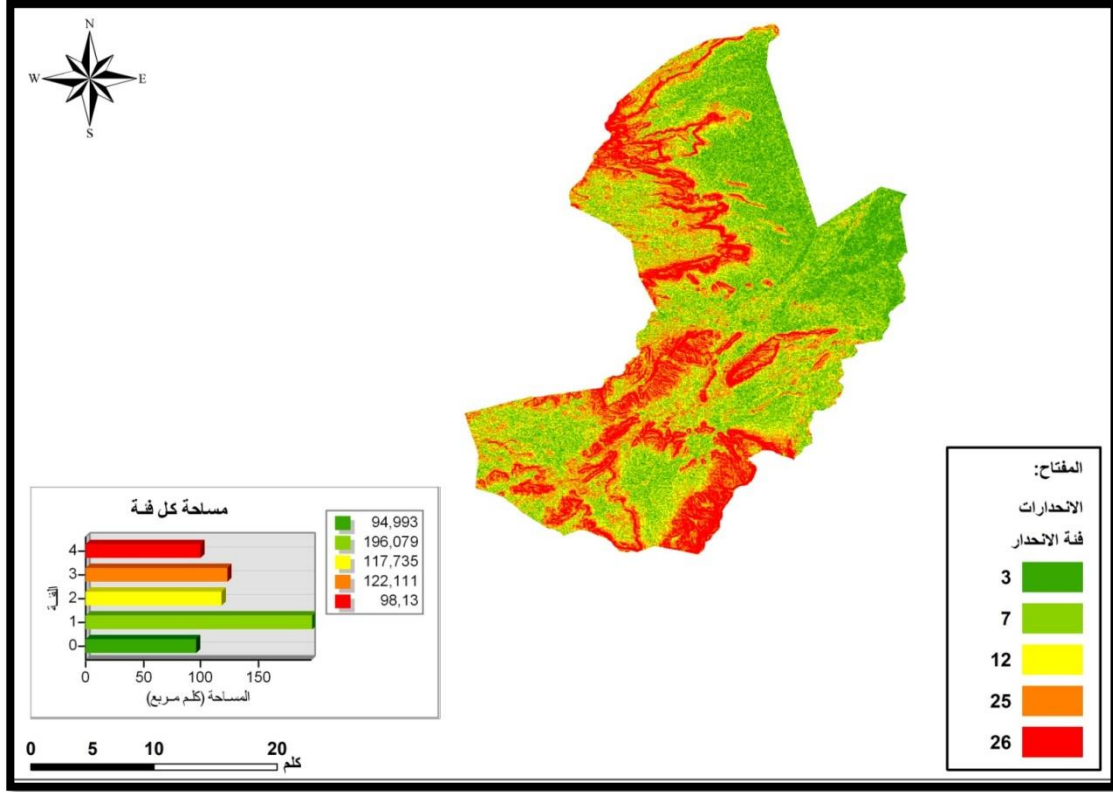 N
W
E
S
مساحة كل فئة
94,993
196,079
117,735
122,111
98,13
4
3
2
1
0
الفئة
0 50 100 150
المساحة (كلم مربع)
0 5 10 20
كلم
المفتاح:
الانحدارات
فئة الانحدار
3
7
12
25
26